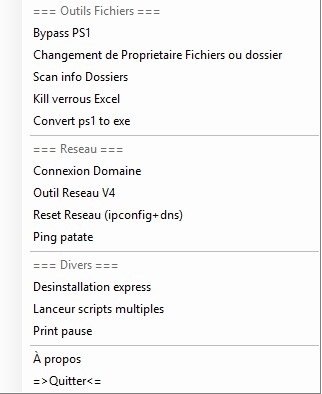 === Outils Fichiers ===
Bypass PS1
Changement de Proprietaire Fichiers ou dossier
Scan info Dossiers
Kill verrous Excel
Convert ps1 to exe
=== Reseau ===
Connexion Domaine
Outil Reseau V4
Reset Reseau (ipconfig+dns)
Ping patate
=== Divers ===
Desinstallation express
Lanceur scripts multiples
Print pause
À propos
=>Quitter<=